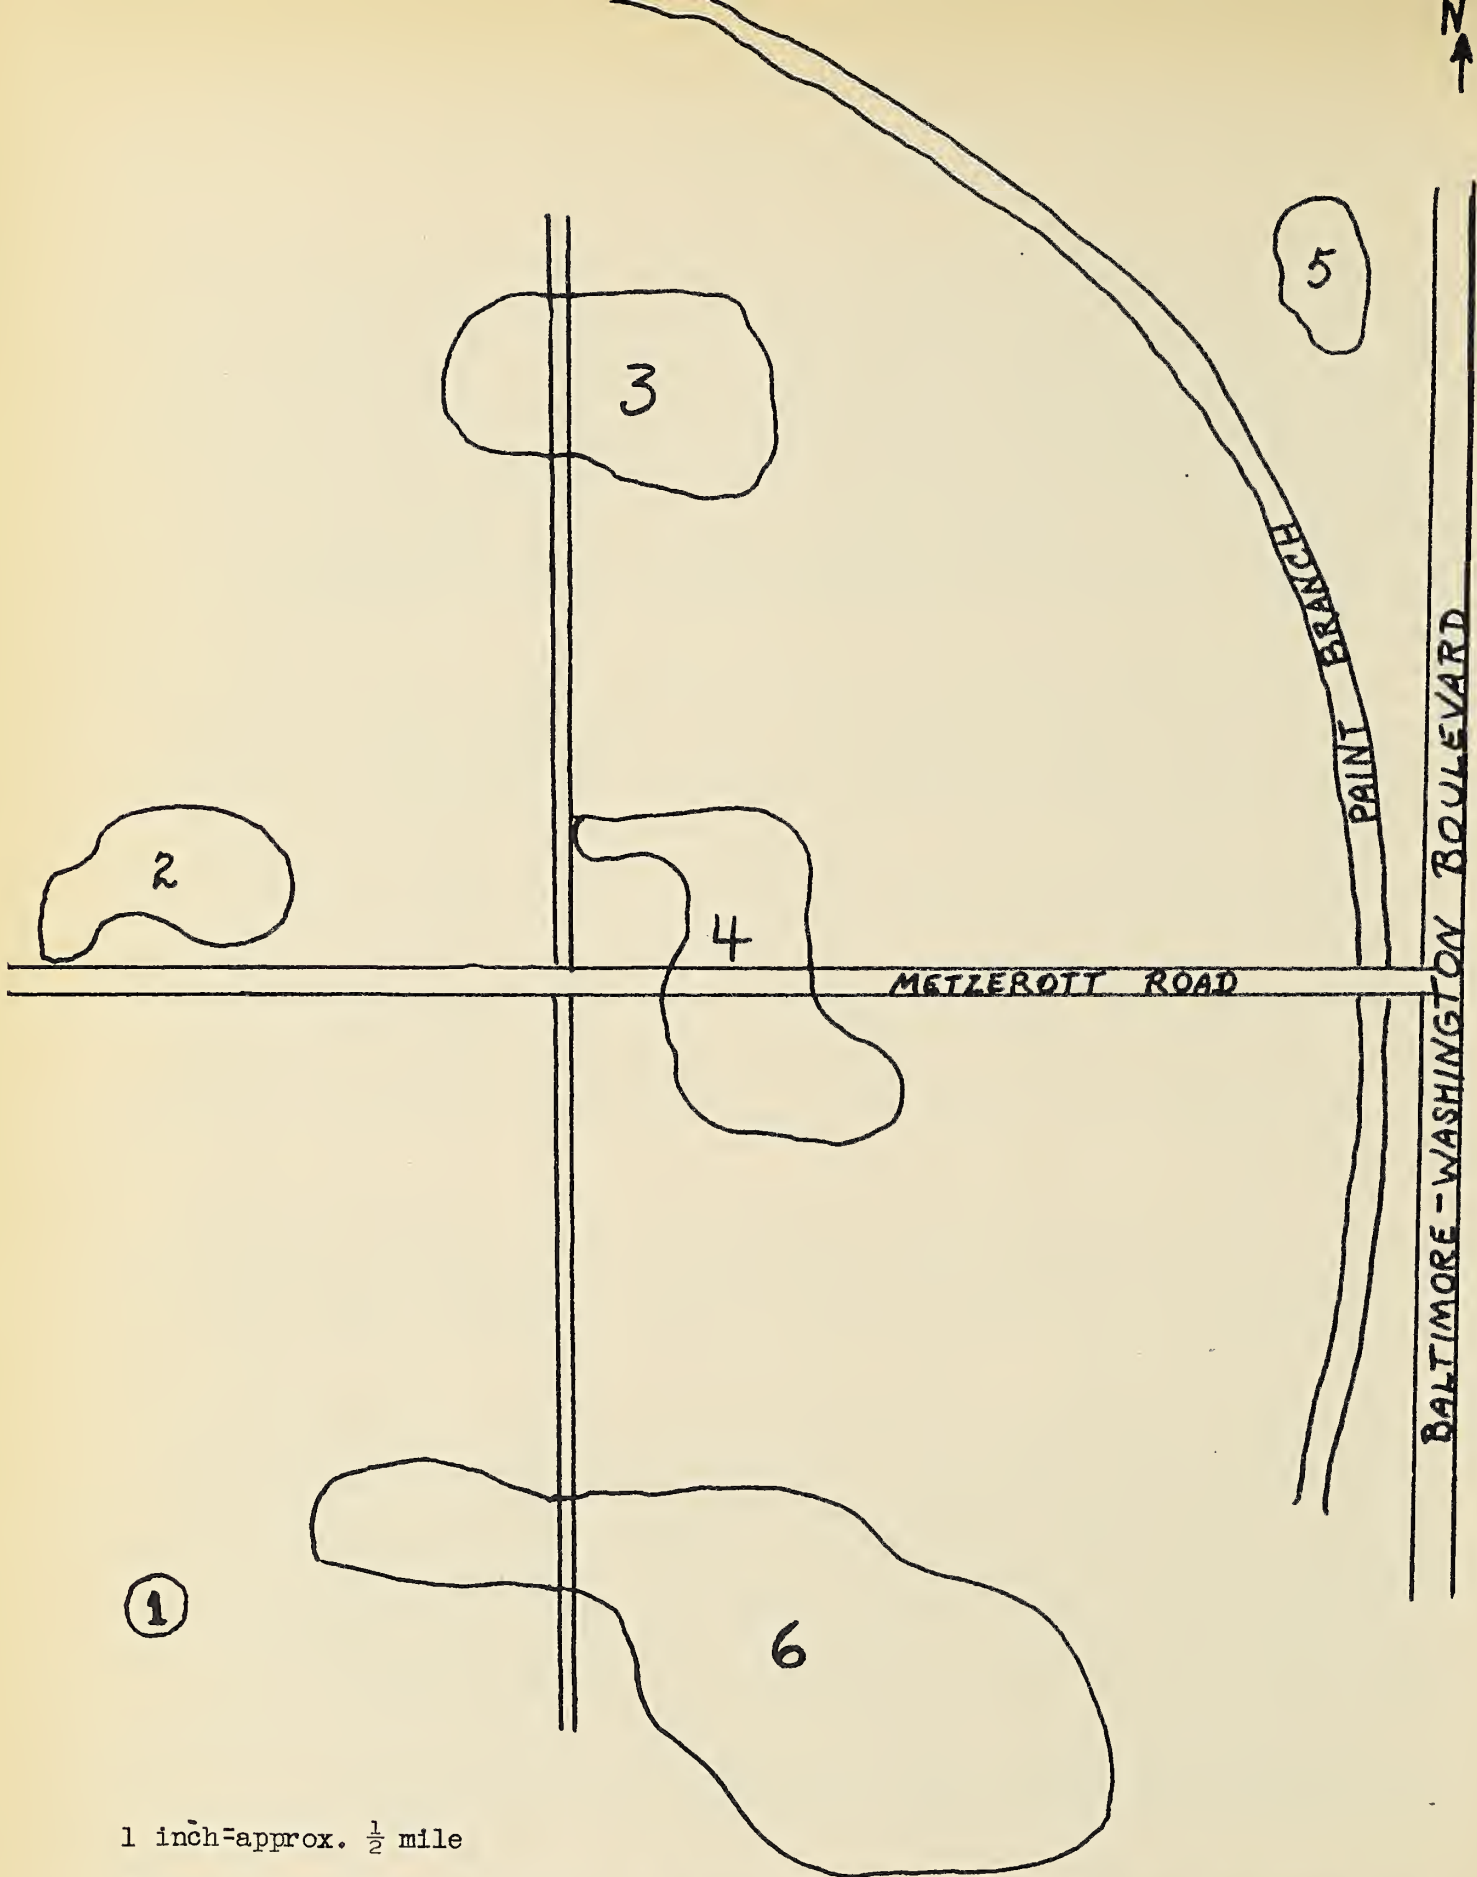 N
5
3
PAINT BRANCH
2
4
METZEROTT ROAD
BALTIMORE-WASHINGTON BOULEVARD
6
1
1 inch=approx. ½ mile